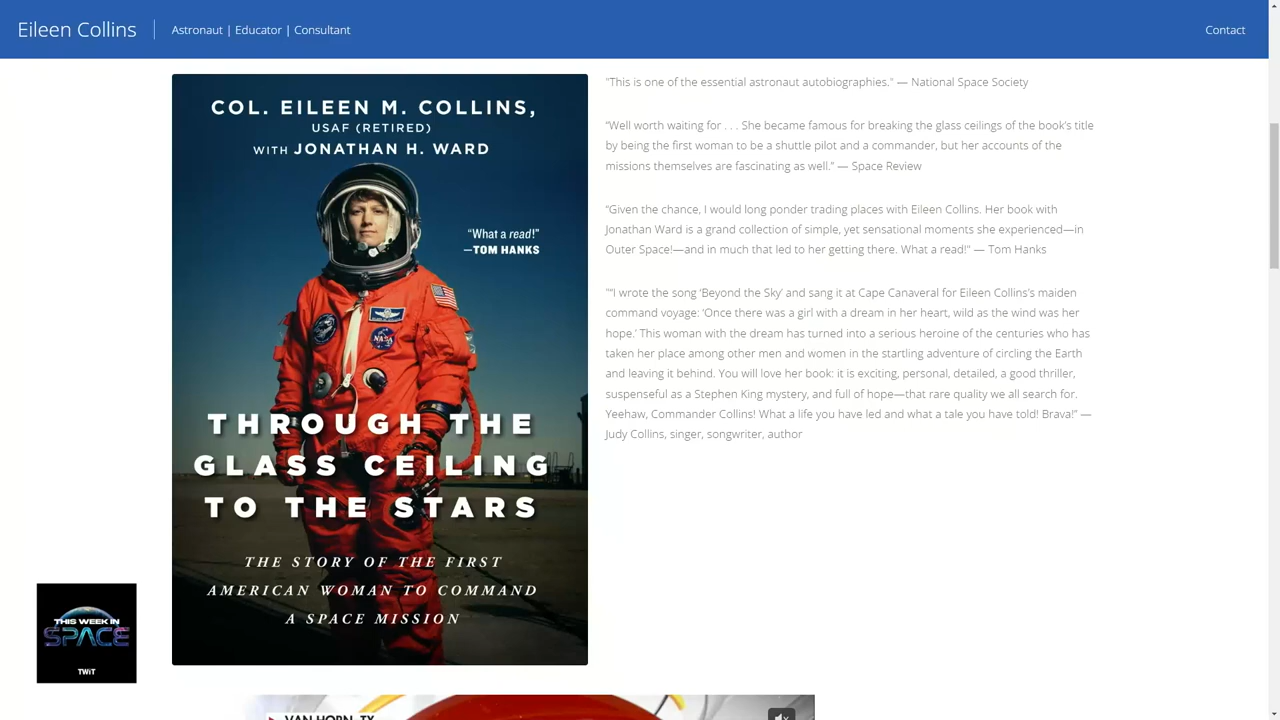 Eileen Collins
Astronaut | Educator | Consultant
Contact
COL. EILEEN M. COLLINS,
USAF (RETIRED)
WITH JONATHAN H. WARD
"What a read!"
—TOM HANKS
NASA
THROUGH THE
GLASS CEILING
TO THE STARS
THE STORY OF THE FIRST
AMERICAN WOMAN TO COMMAND
A SPACE MISSION
"This is one of the essential astronaut autobiographies." — National Space Society
“Well worth waiting for . . . She became famous for breaking the glass ceilings of the book’s title
by being the first woman to be a shuttle pilot and a commander, but her accounts of the
missions themselves are fascinating as well.” — Space Review
“Given the chance, I would long ponder trading places with Eileen Collins. Her book with
Jonathan Ward is a grand collection of simple, yet sensational moments she experienced—in
Outer Space!—and in much that led to her getting there. What a read!" — Tom Hanks
"“I wrote the song ‘Beyond the Sky’ and sang it at Cape Canaveral for Eileen Collins’s maiden
command voyage: ‘Once there was a girl with a dream in her heart, wild as the wind was her
hope.’ This woman with the dream has turned into a serious heroine of the centuries who has
taken her place among other men and women in the startling adventure of circling the Earth
and leaving it behind. You will love her book: it is exciting, personal, detailed, a good thriller,
suspenseful as a Stephen King mystery, and full of hope—that rare quality we all search for.
Yeehaw, Commander Collins! What a life you have led and what a tale you have told! Brava!” —
Judy Collins, singer, songwriter, author
THIS WEEK IN
SPACE
TWiT
VAN HORN, TX